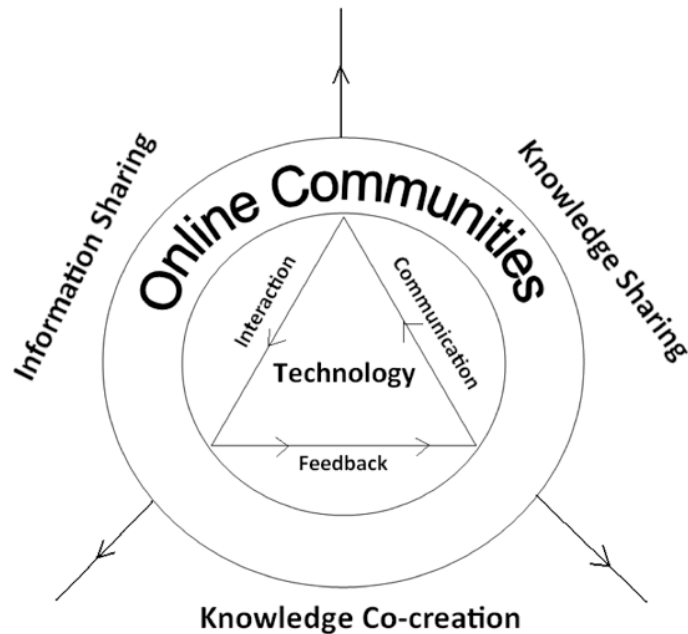 Online Communities
Information Sharing
Knowledge Sharing
Interaction
Communication
Technology
Feedback
Knowledge Co-creation